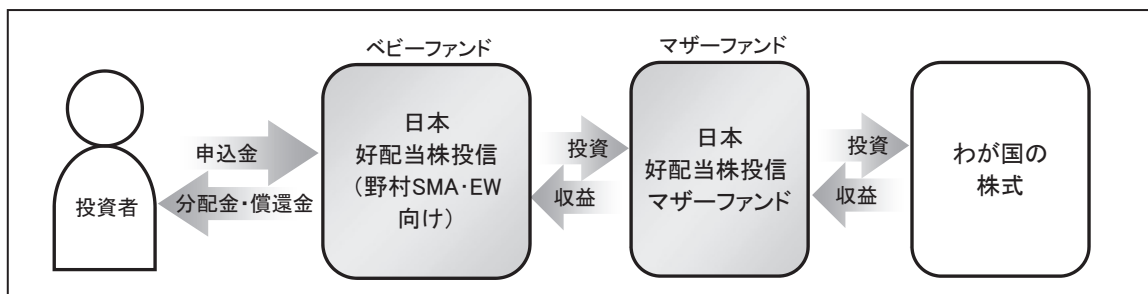 ベビーファンド
マザーファンド
投資者
申込金
分配金・償還金
日本
好配当株投信
（野村SMA・EW
向け）
投資
収益
日本
好配当株投信
マザーファンド
投資
収益
わが国の
株式